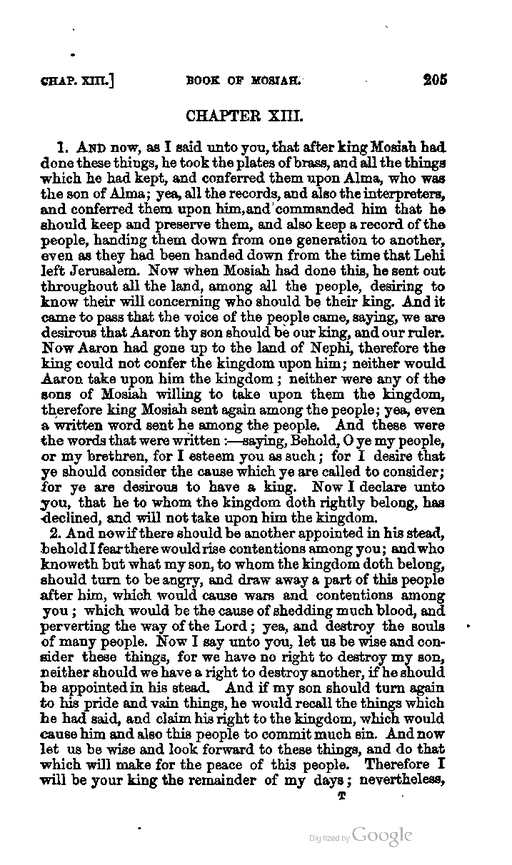 CHAP. XIII.] BOOK OF MOSIAH. 205
CHAPTER XIII.
1. AND now, as I said unto you, that after king Mosiah had
done these things, he took the plates of brass, and all the things
which he had kept, and conferred them upon Alma, who was
the son of Alma; yea, all the records, and also the interpreters,
and conferred them upon him, and commanded him that he
should keep and preserve them, and also keep a record of the
people, handing them down from one generation to another,
even as they had been handed down from the time that Lehi
left Jerusalem. Now when Mosiah had done this, he sent out
throughout all the land, among all the people, desiring to
know their will concerning who should be their king. And it
came to pass that the voice of the people came, saying, we are
desirous that Aaron thy son should be our king, and our ruler.
Now Aaron had gone up to the land of Nephi, therefore the
king could not confer the kingdom upon him; neither would
Aaron take upon him the kingdom; neither were any of the
sons of Mosiah willing to take upon them the kingdom,
therefore king Mosiah sent again among the people; yea, even
a written word sent he among the people. And these were
the words that were written:—saying, Behold, O ye my people,
or my brethren, for I esteem you as such; for I desire that
ye should consider the cause which ye are called to consider;
for ye are desirous to have a king. Now I declare unto
you, that he to whom the kingdom doth rightly belong, has
declined, and will not take upon him the kingdom.
2. And now if there should be another appointed in his stead,
behold I fear there would rise contentions among you; and who
knoweth but what my son, to whom the kingdom doth belong,
should turn to be angry, and draw away a part of this people
after him, which would cause wars and contentions among
you; which would be the cause of shedding much blood, and
perverting the way of the Lord; yea, and destroy the souls
of many people. Now I say unto you, let us be wise and con-
sider these things, for we have no right to destroy my son,
neither should we have a right to destroy another, if he should
be appointed in his stead. And if my son should turn again
to his pride and vain things, he would recall the things which
he had said, and claim his right to the kingdom, which would
cause him and also this people to commit much sin. And now
let us be wise and look forward to these things, and do that
which will make for the peace of this people. Therefore I
will be your king the remainder of my days; nevertheless,
T
Digitized by Google